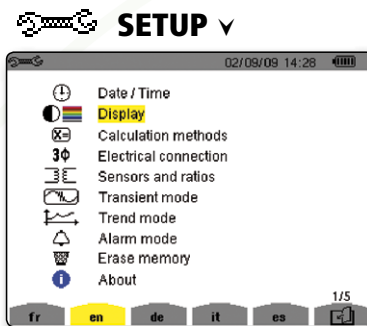 SETUP
02/09/09 14:28
Date / Time
Display
X= Calculation methods
3Φ Electrical connection
Sensors and ratios
Transient mode
Trend mode
Alarm mode
Erase memory
i About
1/5
fr en de it es